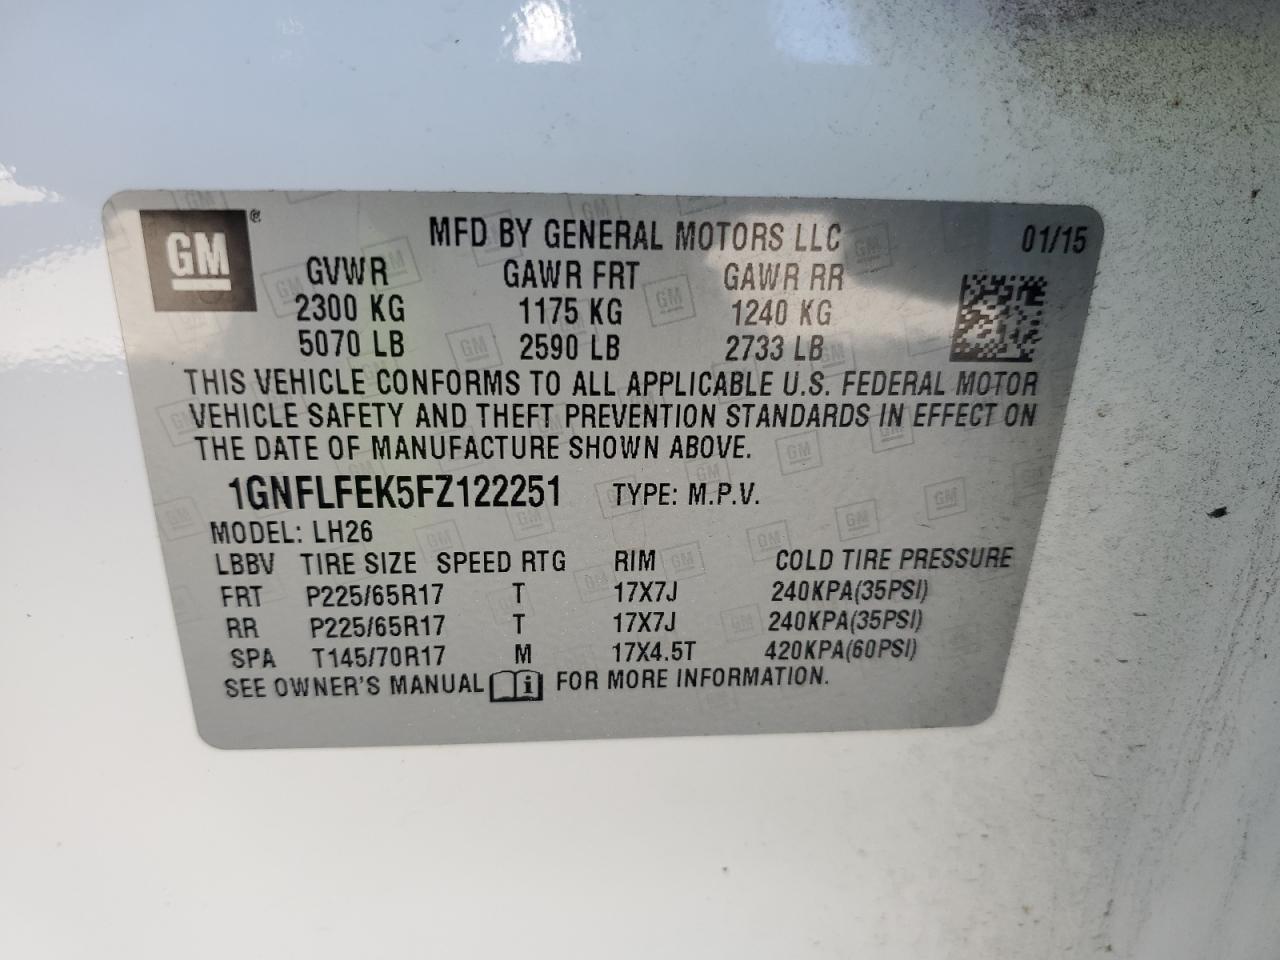 GM ®
MFD BY GENERAL MOTORS LLC 01/15
GVWR GAWR FRT GAWR RR
2300 KG 1175 KG 1240 KG
5070 LB 2590 LB 2733 LB
THIS VEHICLE CONFORMS TO ALL APPLICABLE U.S. FEDERAL MOTOR
VEHICLE SAFETY AND THEFT PREVENTION STANDARDS IN EFFECT ON
THE DATE OF MANUFACTURE SHOWN ABOVE.
1GNFLFEK5FZ122251 TYPE: M.P.V.
MODEL: LH26
LBBV TIRE SIZE SPEED RTG RIM COLD TIRE PRESSURE
FRT P225/65R17 T 17X7J 240KPA(35PSI)
RR P225/65R17 T 17X7J 240KPA(35PSI)
SPA T145/70R17 M 17X4.5T 420KPA(60PSI)
SEE OWNER'S MANUAL i FOR MORE INFORMATION.